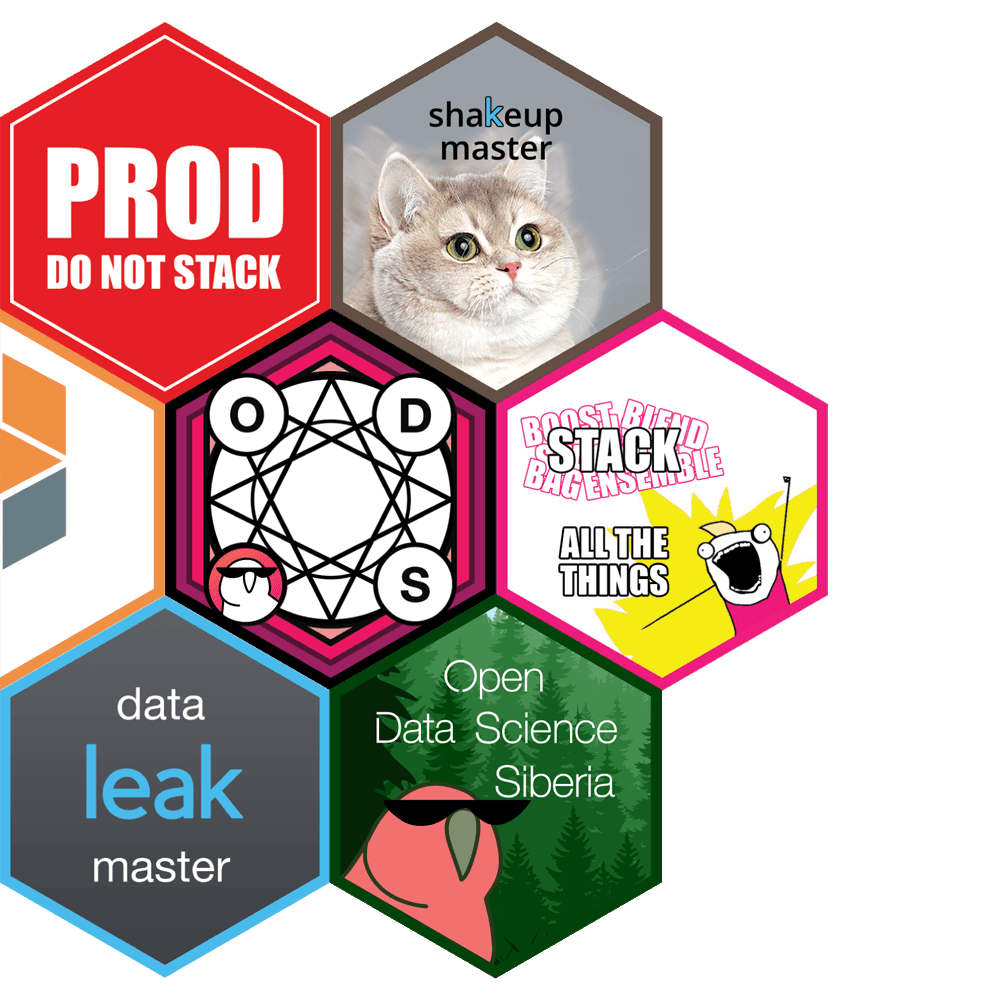 PROD
DO NOT STACK
shakeup
master
O D
S
BOOST BLEND
STACK
BAG ENSEMBLE
ALL THE
THINGS
data
leak
master
Open
Data Science
Siberia